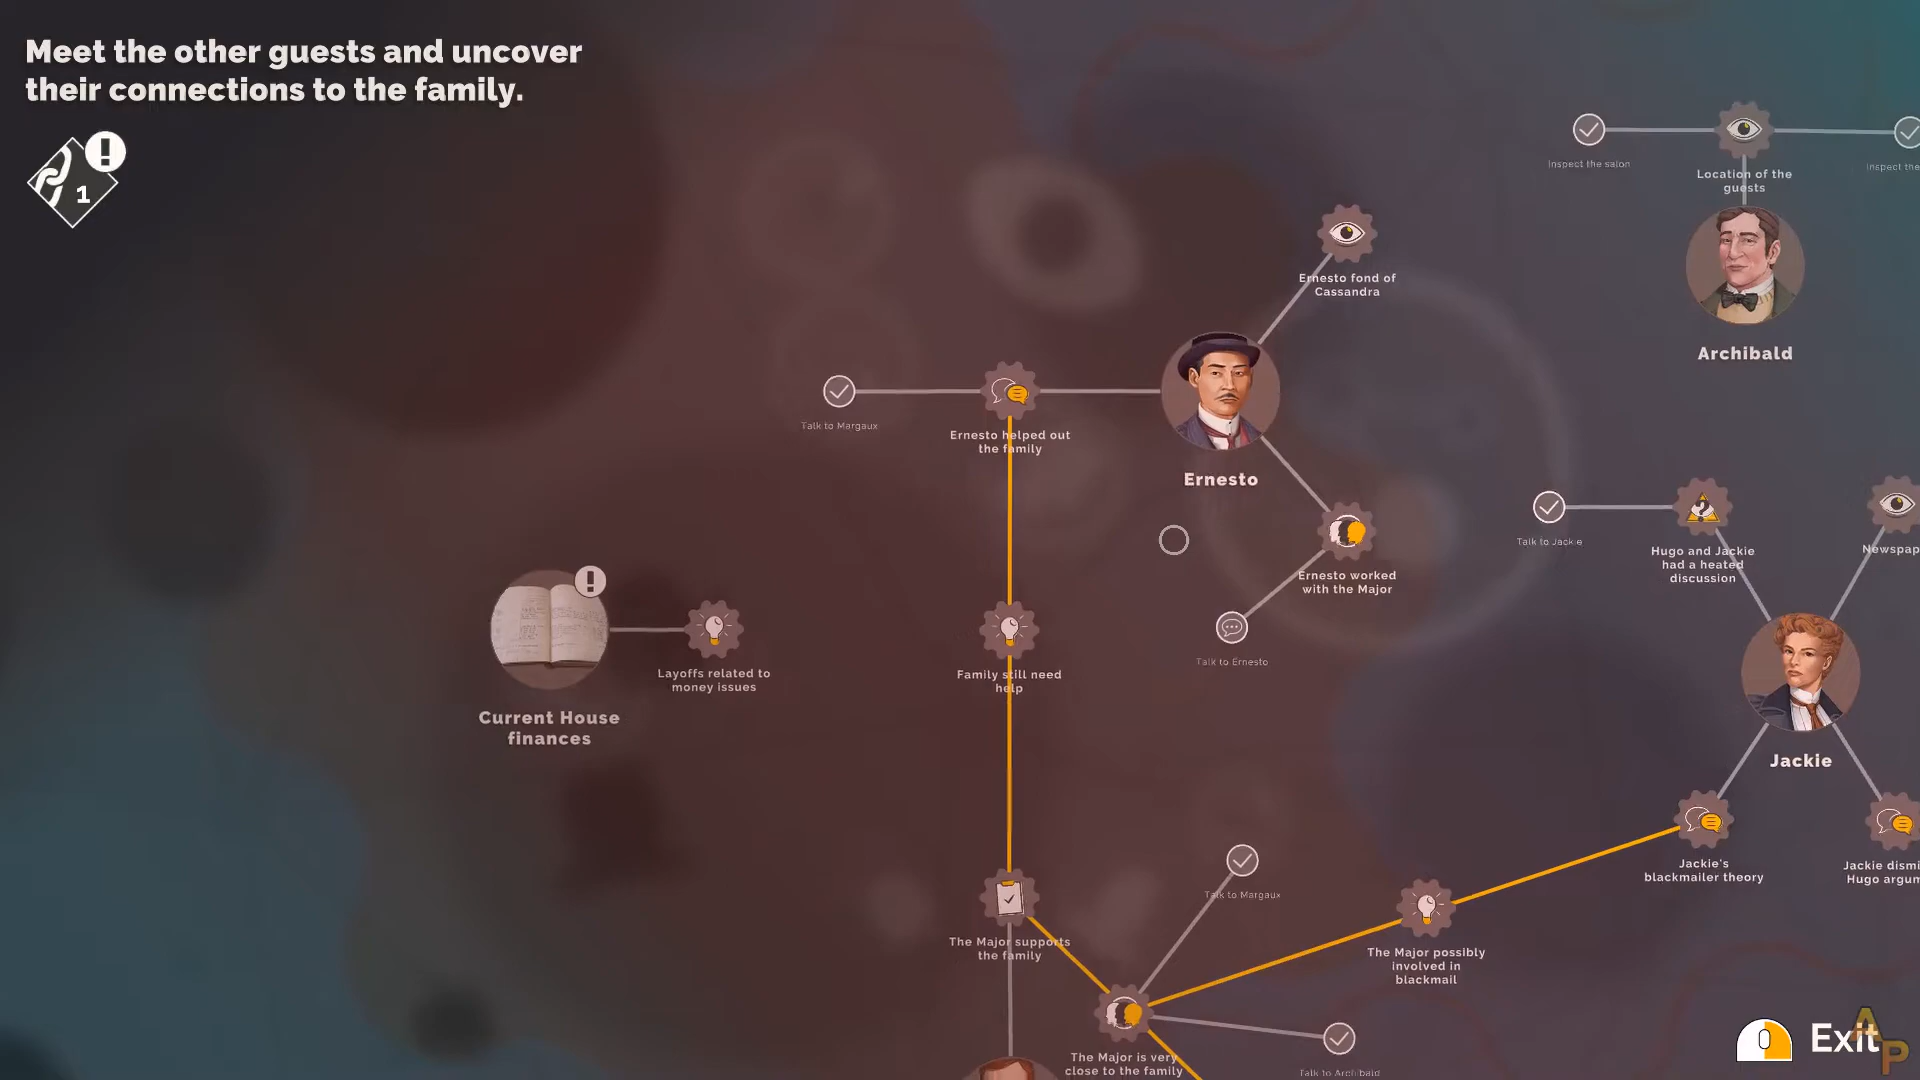 Meet the other guests and uncover
their connections to the family.
1
Inspect the salon
Location of the
guests
Inspect the
Ernesto fond of
Cassandra
Archibald
Talk to Margaux
Ernesto helped out
the family
Ernesto
Talk to Jackie
Hugo and Jackie
had a heated
discussion
Newspap
Ernesto worked
with the Major
Talk to Ernesto
Layoffs related to
money issues
Family still need
help
Current House
finances
Jackie
Jackie's
blackmailer theory
Jackie dismi
Hugo argum
Talk to Margaux
The Major supports
the family
The Major possibly
involved in
blackmail
The Major is very
close to the family
Talk to Archibald
Exit
AP